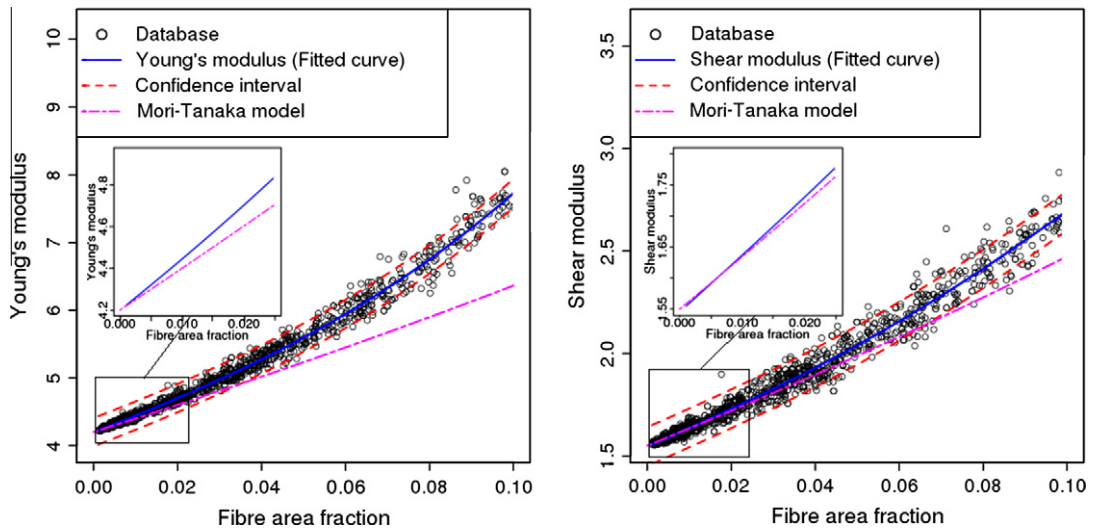 Database
Young's modulus (Fitted curve)
Confidence interval
Mori-Tanaka model
Young's modulus
10
9
8
7
6
5
4
0.00 0.02 0.04 0.06 0.08 0.10
Fibre area fraction
Young's modulus
4.8
4.6
4.4
4.2
0.000 0.010 0.020
Fibre area fraction
Database
Shear modulus (Fitted curve)
Confidence interval
Mori-Tanaka model
Shear modulus
3.5
3.0
2.5
2.0
1.5
0.00 0.02 0.04 0.06 0.08 0.10
Fibre area fraction
Shear modulus
1.75
1.65
1.55
0.000 0.010 0.020
Fibre area fraction